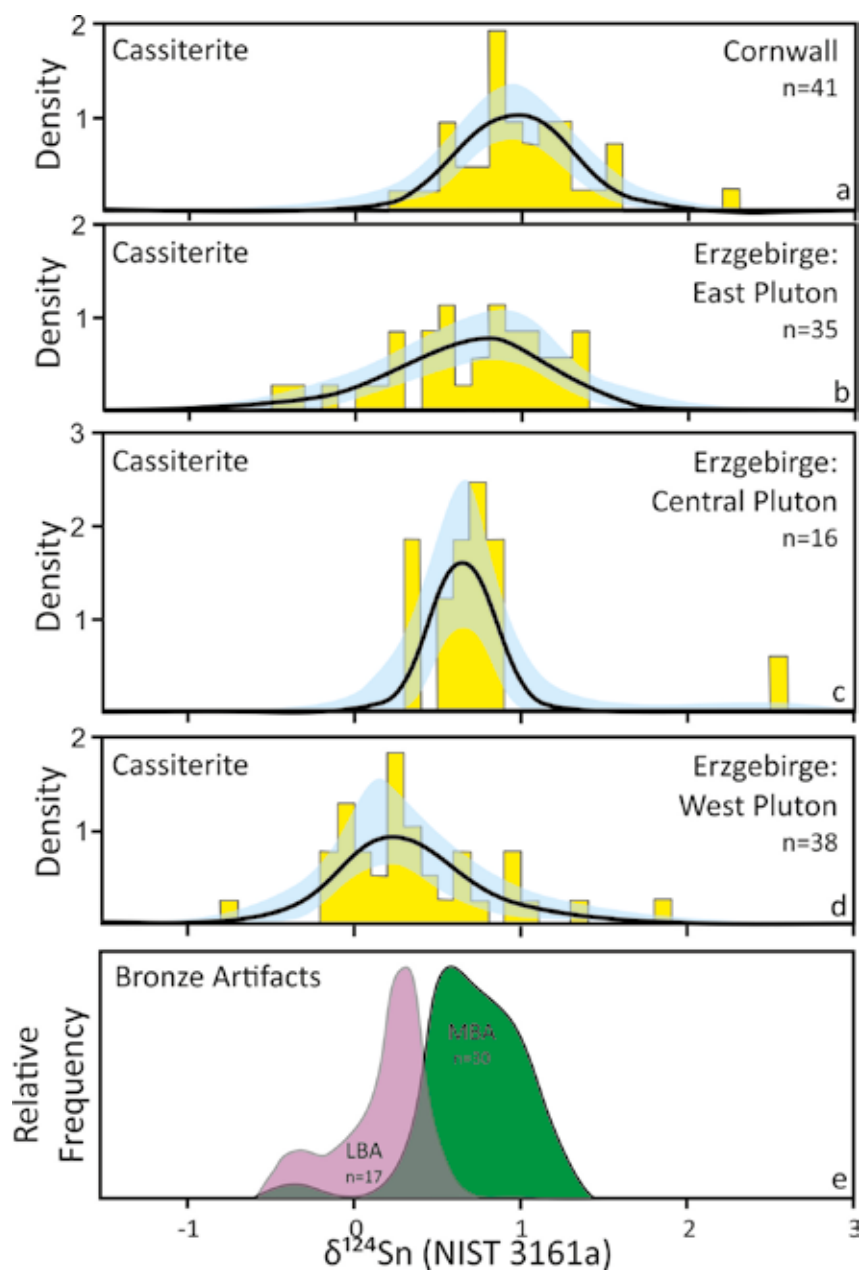 2
Cassiterite
Cornwall
n=41
Density
1
a
2
Cassiterite
Erzgebirge:
East Pluton
n=35
Density
1
b
3
Cassiterite
Erzgebirge:
Central Pluton
n=16
2
Density
1
c
2
Cassiterite
Erzgebirge:
West Pluton
n=38
Density
1
d
Bronze Artifacts
MBA
Relative
Frequency
LBA
n=17
e
-1 0 1 2 3
δ¹²⁴Sn (NIST 3161a)